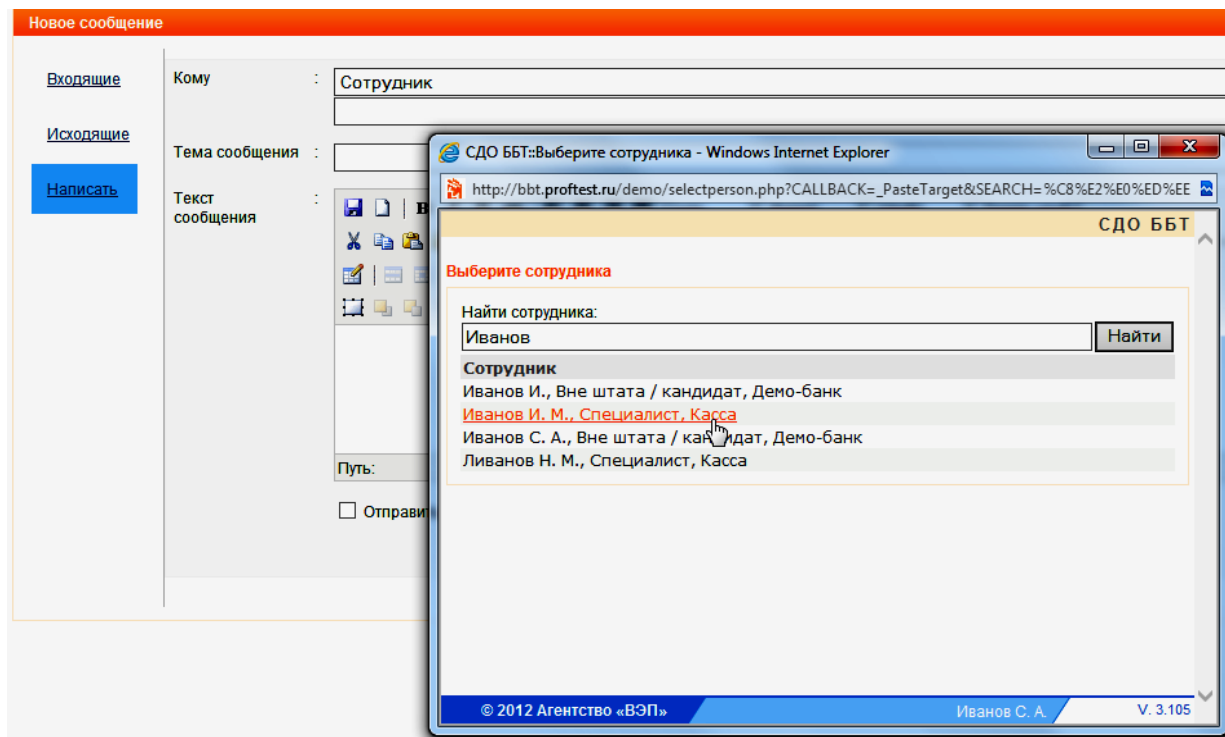 Новое сообщение
Входящие
Исходящие
Написать
Кому :
Сотрудник
Тема сообщения :
Текст сообщения :
B
Путь:
СДО ББТ::Выберите сотрудника - Windows Internet Explorer
http://bbt.proftest.ru/demo/selectperson.php?CALLBACK=_PasteTarget&SEARCH=%C8%E2%E0%ED%EE
СДО ББТ
Выберите сотрудника
Найти сотрудника:
Иванов
Найти
Сотрудник
Иванов И., Вне штата / кандидат, Демо-банк
Иванов И. М., Специалист, Касса
Иванов С. А., Вне штата / кандидат, Демо-банк
Ливанов Н. М., Специалист, Касса
© 2012 Агентство «ВЭП»
Иванов С. А.
V. 3.105